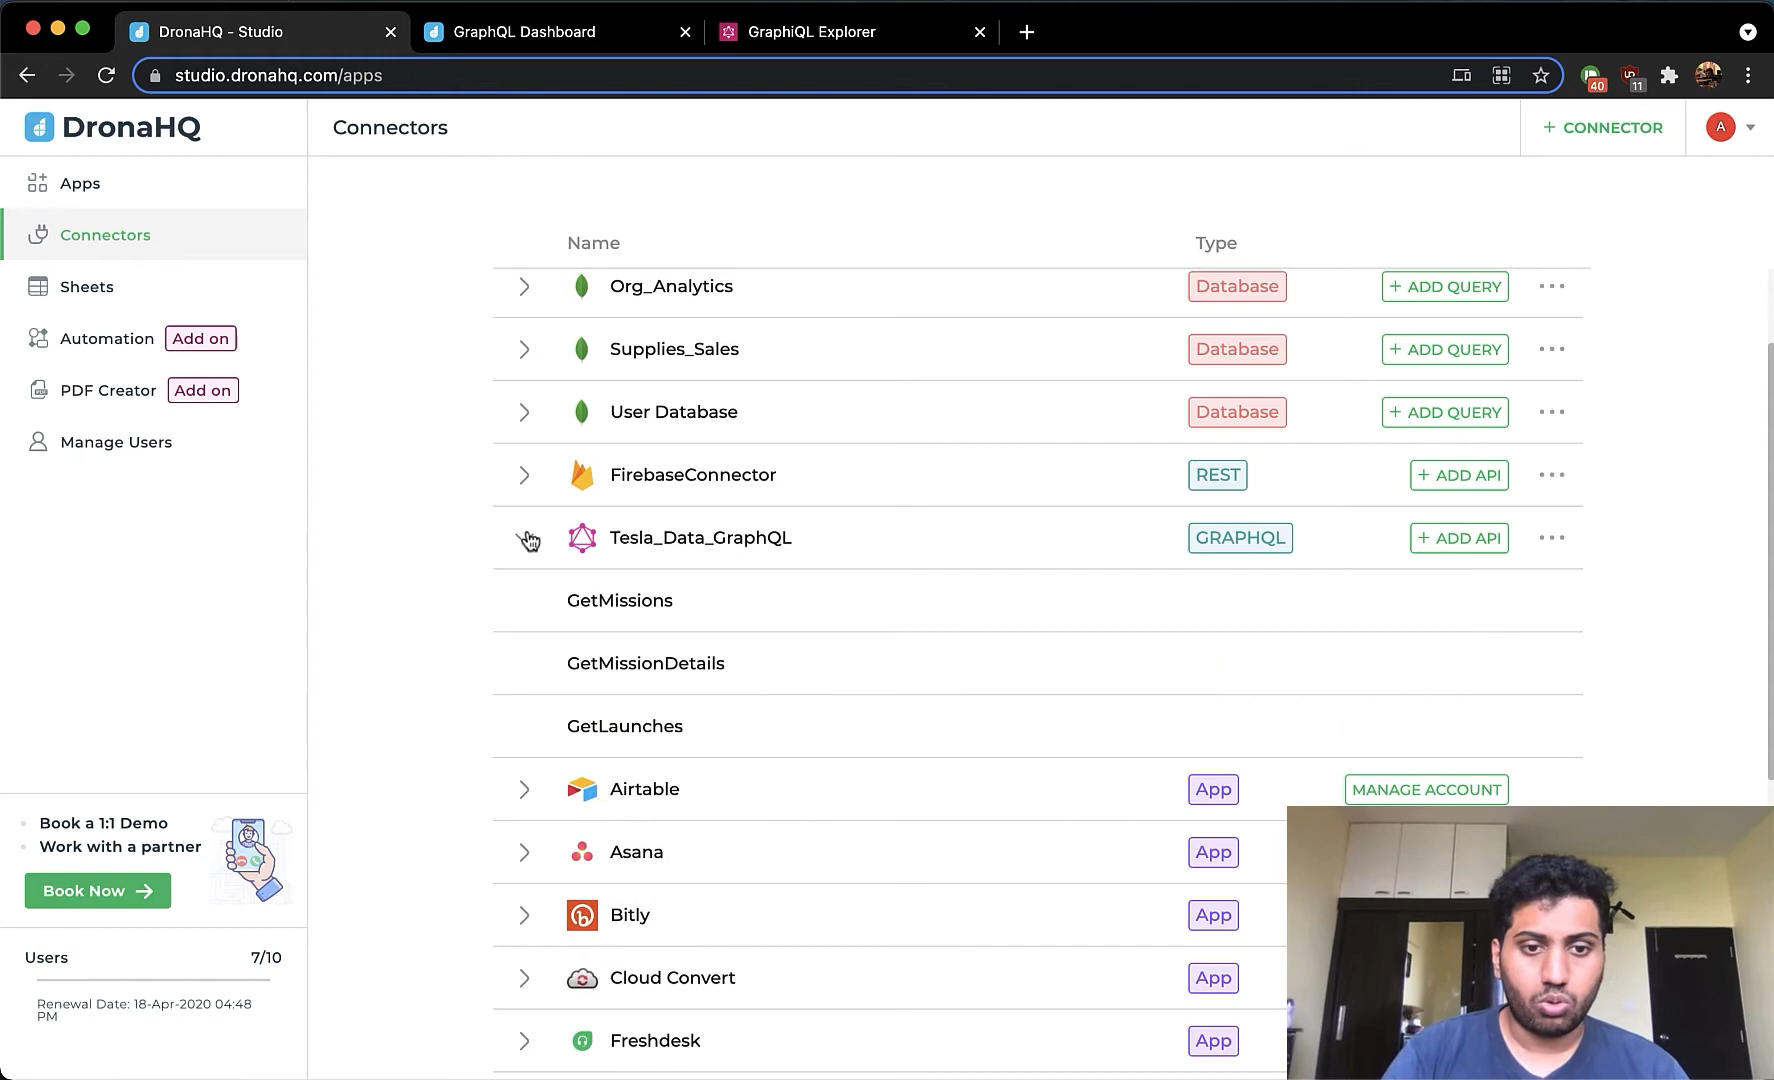 DronaHQ - Studio
GraphQL Dashboard
GraphiQL Explorer
studio.dronahq.com/apps
40
11
DronaHQ
Connectors
+ CONNECTOR
A
Apps
Connectors
Sheets
Automation Add on
PDF Creator Add on
Manage Users
Name Type
Org_Analytics Database + ADD QUERY
Supplies_Sales Database + ADD QUERY
User Database Database + ADD QUERY
FirebaseConnector REST + ADD API
Tesla_Data_GraphQL GRAPHQL + ADD API
GetMissions
GetMissionDetails
GetLaunches
Airtable App MANAGE ACCOUNT
Asana App
Bitly App
Cloud Convert App
Freshdesk App
Book a 1:1 Demo
Work with a partner
Book Now
Users 7/10
Renewal Date: 18-Apr-2020 04:48
PM